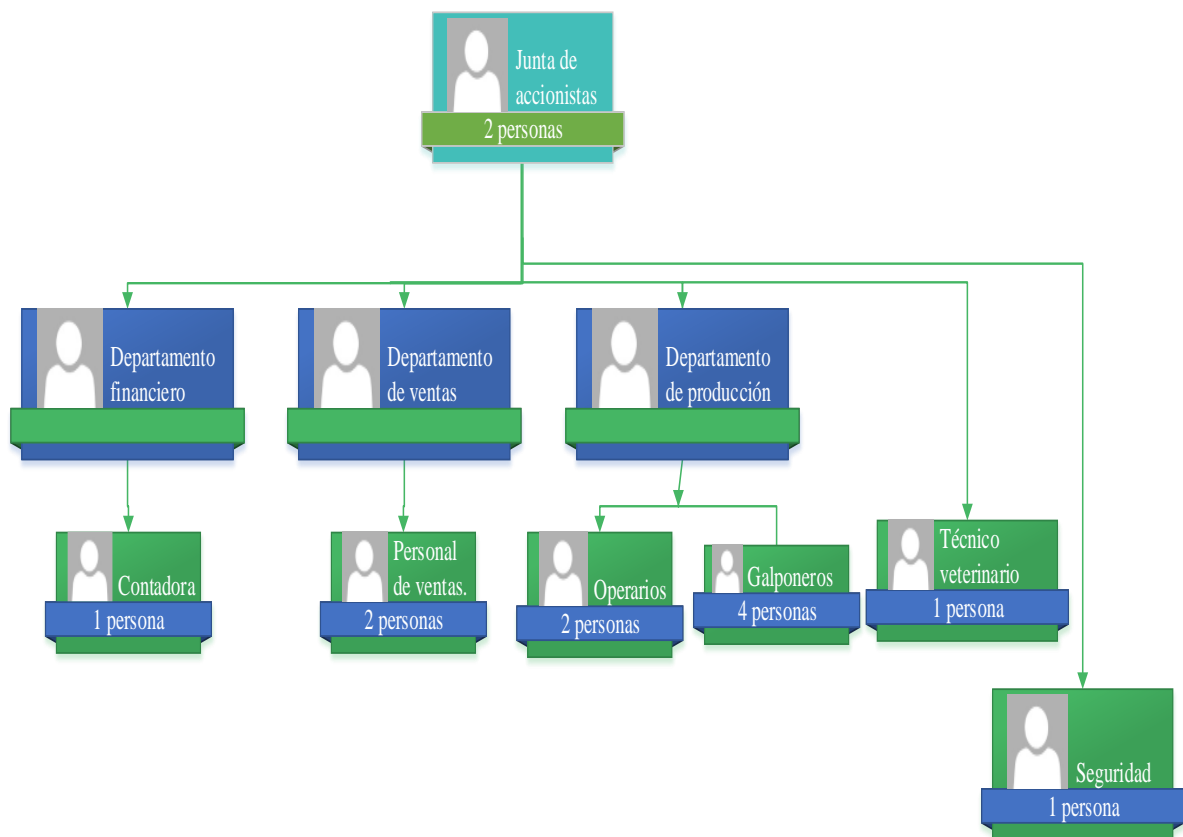 Junta de
accionistas
2 personas
Departamento
financiero
Departamento
de ventas
Departamento
de producción
Contadora
1 persona
Personal
de ventas.
2 personas
Operarios
2 personas
Galponeros
4 personas
Técnico
veterinario
1 persona
Seguridad
1 persona